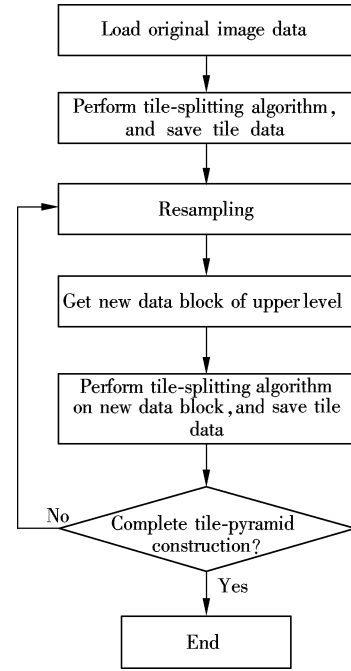 Load original image data
Perform tile-splitting algorithm,
and save tile data
Resampling
Get new data block of upper level
Perform tile-splitting algorithm
on new data block, and save tile
data
No
Complete tile-pyramid
construction?
Yes
End